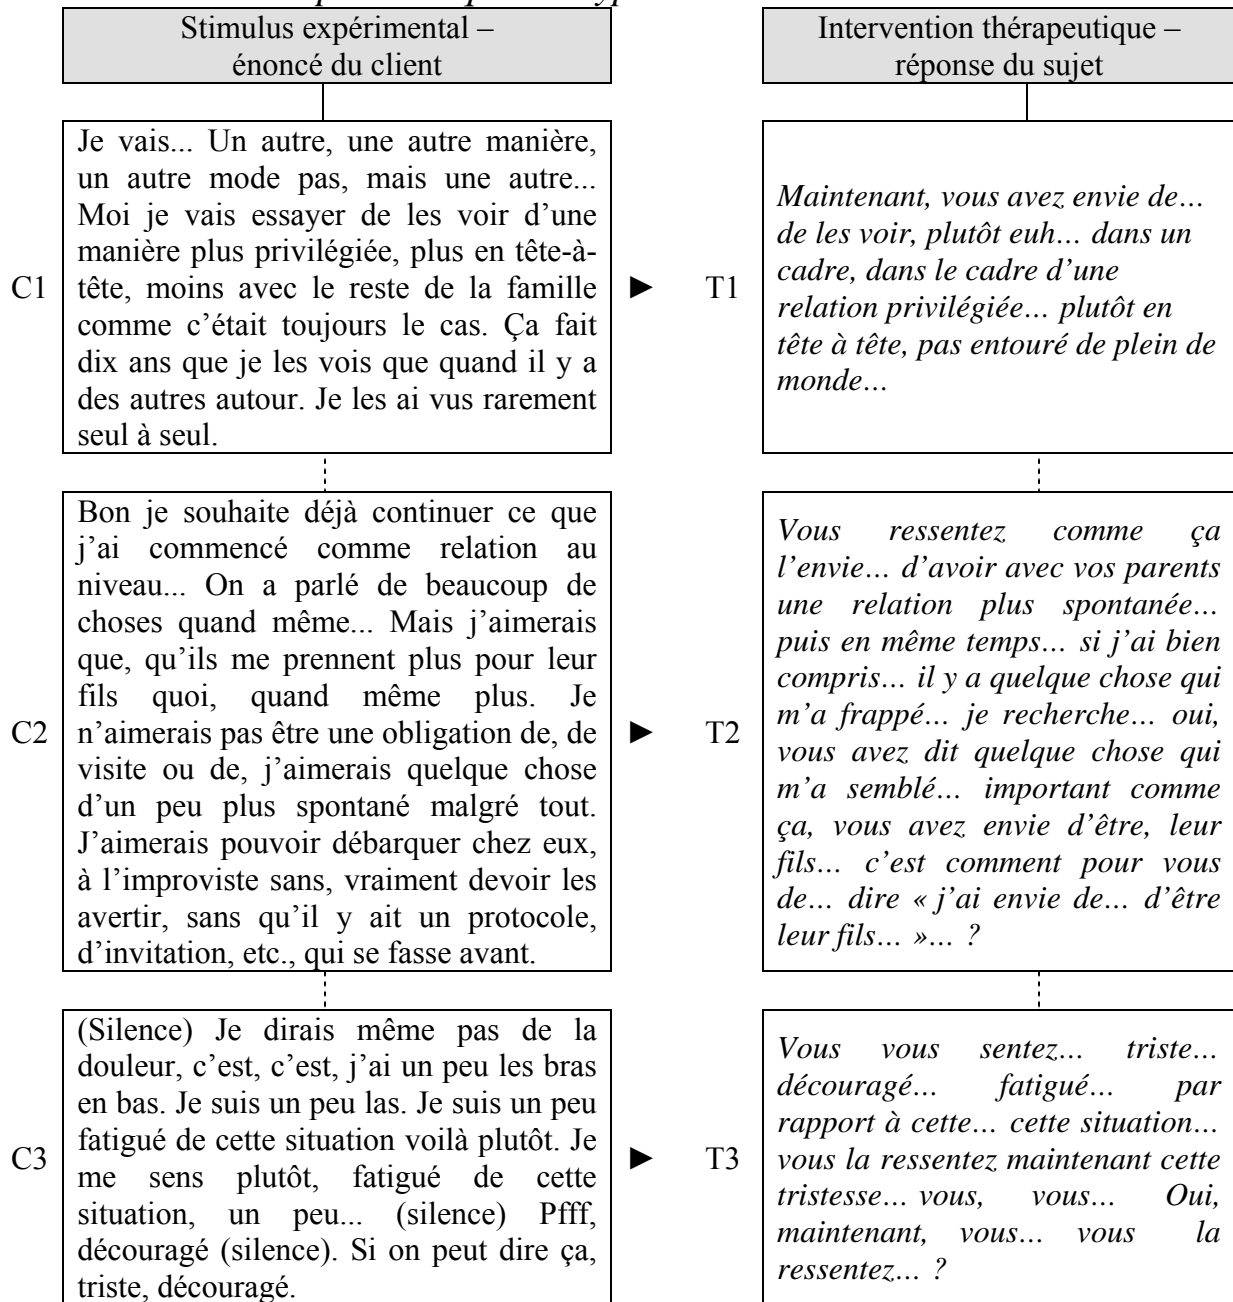 Stimulus expérimental –
énoncé du client
Intervention thérapeutique –
réponse du sujet
C1
Je vais... Un autre, une autre manière,
un autre mode pas, mais une autre...
Moi je vais essayer de les voir d'une
manière plus privilégiée, plus en tête-à-
tête, moins avec le reste de la famille
comme c'était toujours le cas. Ça fait
dix ans que je les vois que quand il y a
des autres autour. Je les ai vus rarement
seul à seul.
►
T1
Maintenant, vous avez envie de…
de les voir, plutôt euh… dans un
cadre, dans le cadre d'une
relation privilégiée… plutôt en
tête à tête, pas entouré de plein de
monde…
C2
Bon je souhaite déjà continuer ce que
j'ai commencé comme relation au
niveau... On a parlé de beaucoup de
choses quand même... Mais j'aimerais
que, qu'ils me prennent plus pour leur
fils quoi, quand même plus. Je
n'aimerais pas être une obligation de, de
visite ou de, j'aimerais quelque chose
d'un peu plus spontané malgré tout.
J'aimerais pouvoir débarquer chez eux,
à l'improviste sans, vraiment devoir les
avertir, sans qu'il y ait un protocole,
d'invitation, etc., qui se fasse avant.
►
T2
Vous ressentez comme ça
l'envie… d'avoir avec vos parents
une relation plus spontanée…
puis en même temps… si j'ai bien
compris… il y a quelque chose qui
m'a frappé… je recherche… oui,
vous avez dit quelque chose qui
m'a semblé… important comme
ça, vous avez envie d'être, leur
fils… c'est comment pour vous
de… dire « j'ai envie de… d'être
leur fils… »… ?
C3
(Silence) Je dirais même pas de la
douleur, c'est, c'est, j'ai un peu les bras
en bas. Je suis un peu las. Je suis un peu
fatigué de cette situation voilà plutôt. Je
me sens plutôt, fatigué de cette
situation, un peu... (silence) Pfff,
découragé (silence). Si on peut dire ça,
triste, découragé.
►
T3
Vous vous sentez… triste…
découragé… fatigué… par
rapport à cette… cette situation…
vous la ressentez maintenant cette
tristesse… vous, vous… Oui,
maintenant, vous… vous la
ressentez… ?